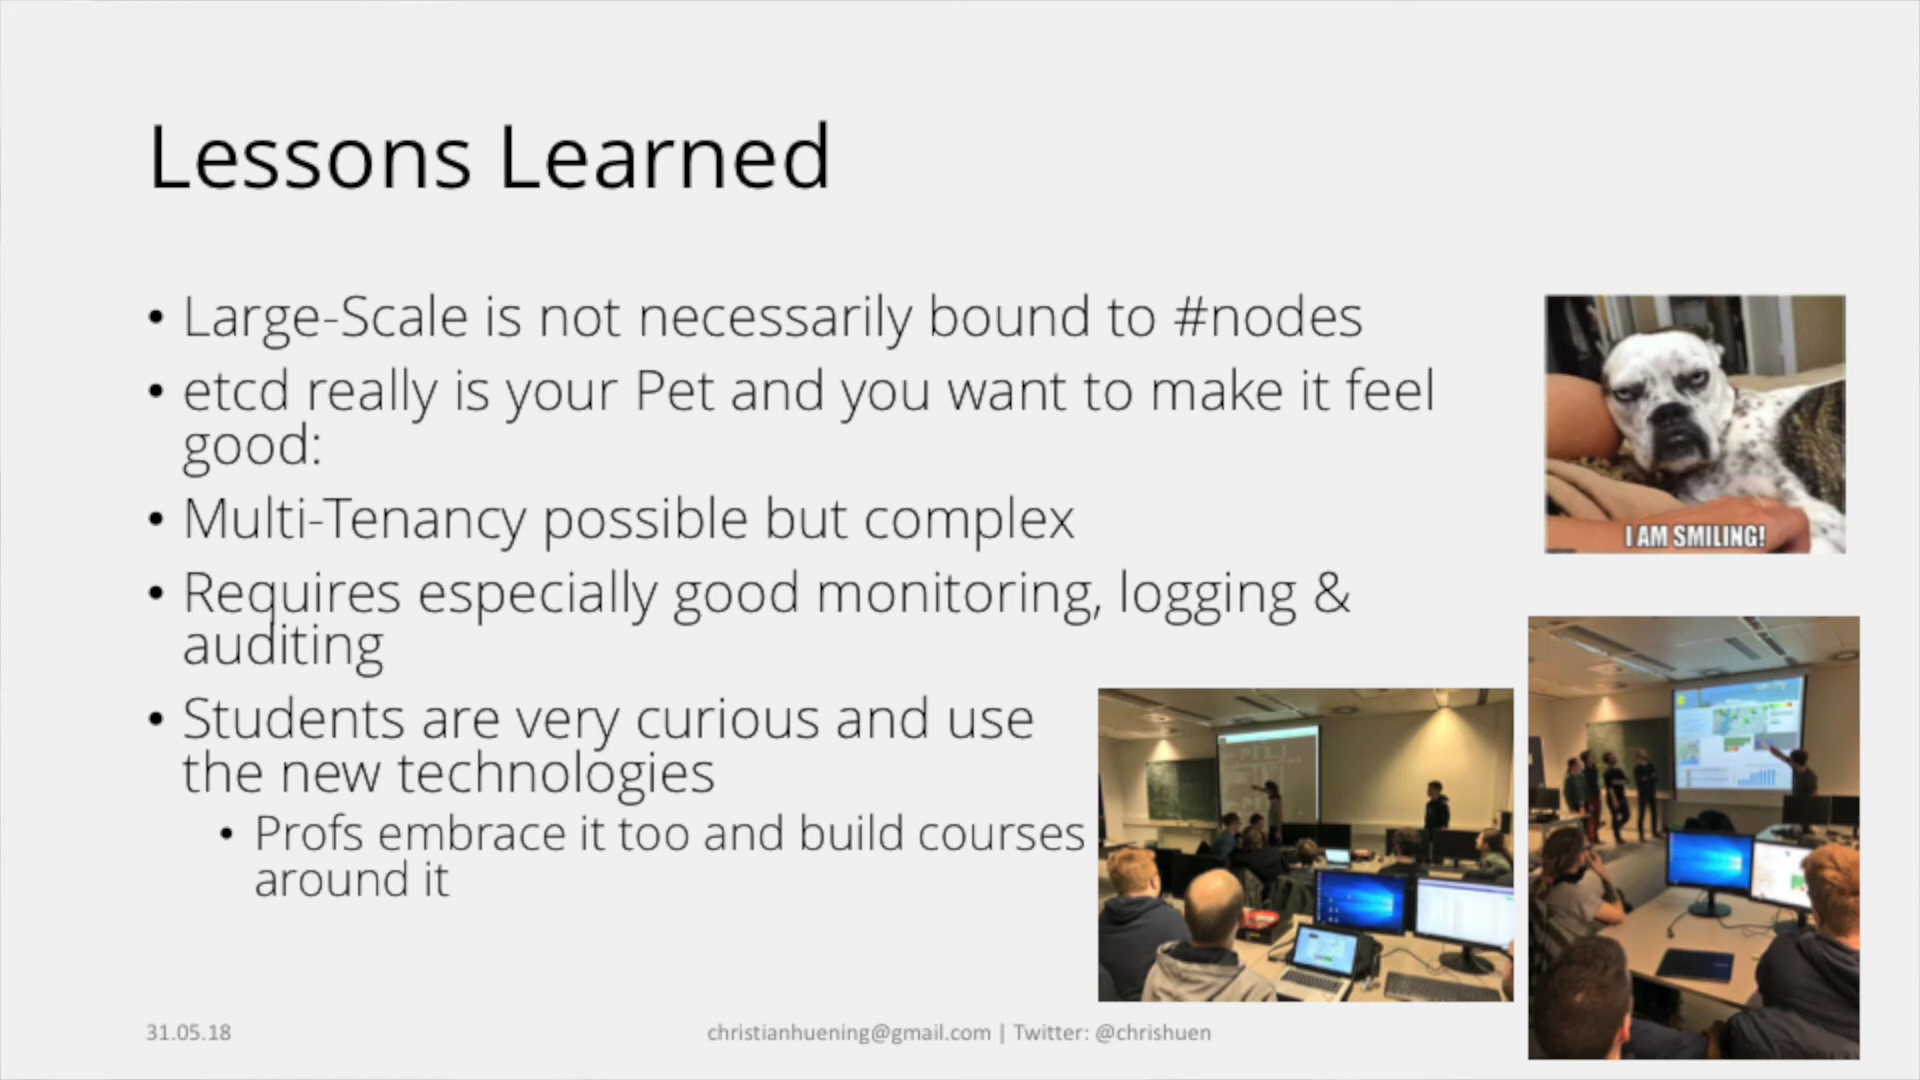 Lessons Learned
• Large-Scale is not necessarily bound to #nodes
• etcd really is your Pet and you want to make it feel
good:
• Multi-Tenancy possible but complex
• Requires especially good monitoring, logging &
auditing
• Students are very curious and use
the new technologies
• Profs embrace it too and build courses
around it
I AM SMILING!
31.05.18
christianhuening@gmail.com | Twitter: @chrishuen